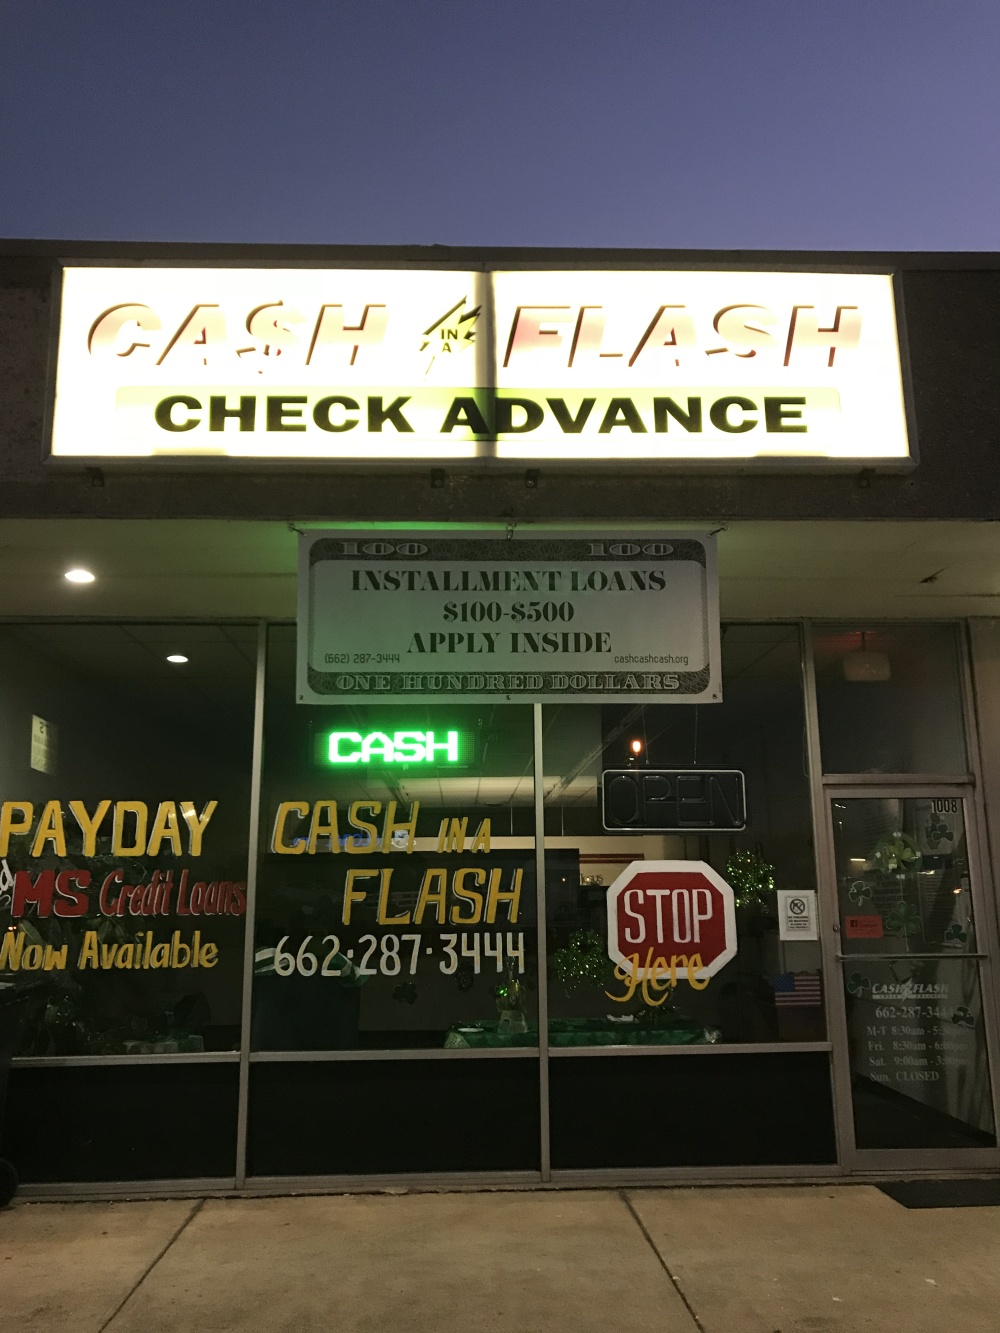 CA$H IN A FLASH
CHECK ADVANCE
100 100
INSTALLMENT LOANS
$100-$500
APPLY INSIDE
(662) 287-3444 cashcashcash.org
ONE HUNDRED DOLLARS
CASH
OPEN
PAYDAY
MS Credit Loans
Now Available
CASH IN A
FLASH
662·287·3444
STOP
Here
1008
CASH FLASH
662-287-344
M-T 8:30am - 5:
Fri. 8:30am - 6:
Sat. 9:00am - 3:
Sun. CLOSED